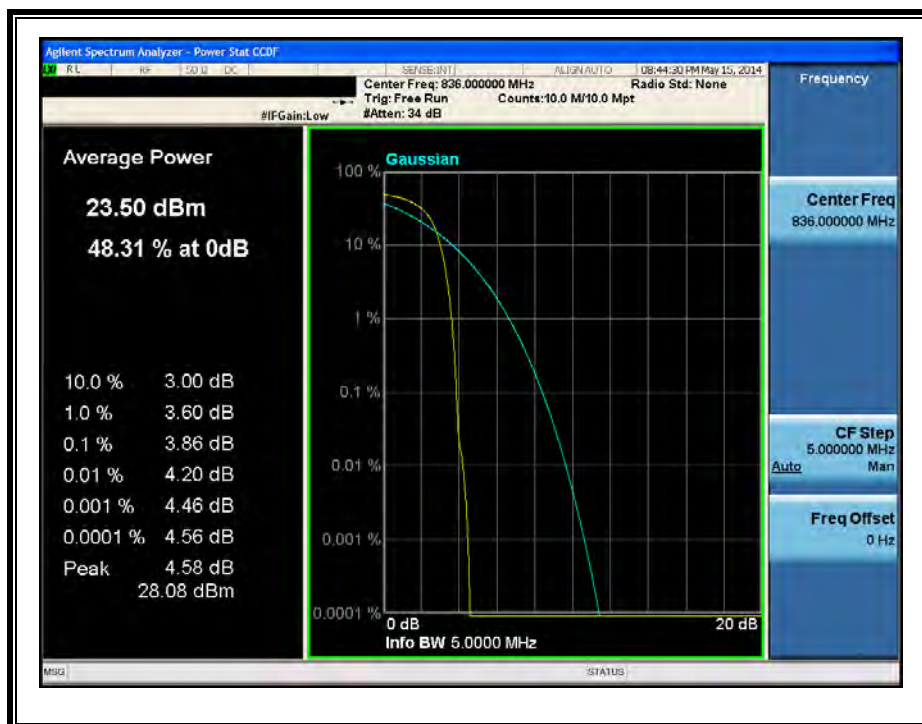 Agilent Spectrum Analyzer - Power Stat CCDF
RL RF 50 Ω DC SENSE:INT ALIGN AUTO 08:44:30 PM May 15, 2014
Center Freq: 836.000000 MHz Radio Std: None
Trig: Free Run Counts:10.0 M/10.0 Mpt
#IFGain:Low #Atten: 34 dB
Frequency
Average Power
23.50 dBm
48.31 % at 0dB
10.0 % 3.00 dB
1.0 % 3.60 dB
0.1 % 3.86 dB
0.01 % 4.20 dB
0.001 % 4.46 dB
0.0001 % 4.56 dB
Peak 4.58 dB
28.08 dBm
Gaussian
100 %
10 %
1 %
0.1 %
0.01 %
0.001 %
0.0001 %
0 dB 20 dB
Info BW 5.0000 MHz
Center Freq
836.000000 MHz
CF Step
5.000000 MHz
Auto Man
Freq Offset
0 Hz
MSG STATUS